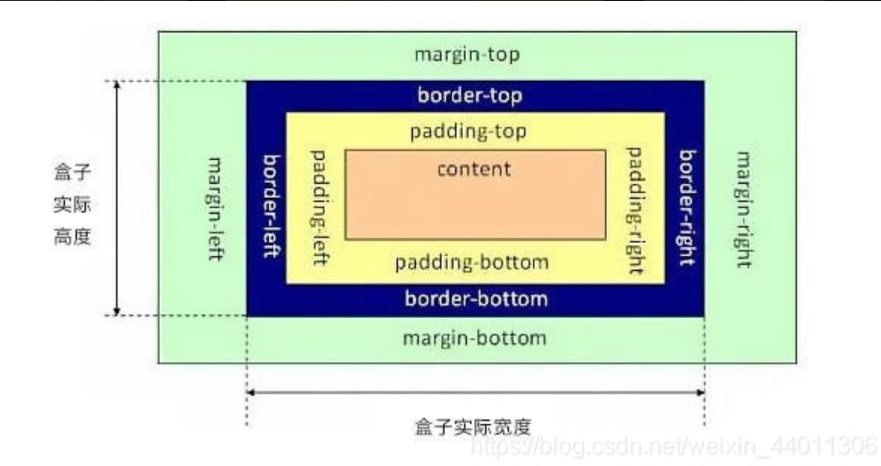 margin-top
border-top
padding-top
content
盒子
实际
高度
margin-left
border-left
padding-left
padding-right
border-right
margin-right
padding-bottom
border-bottom
margin-bottom
盒子实际宽度
https://blog.csdn.net/weixin_44011306